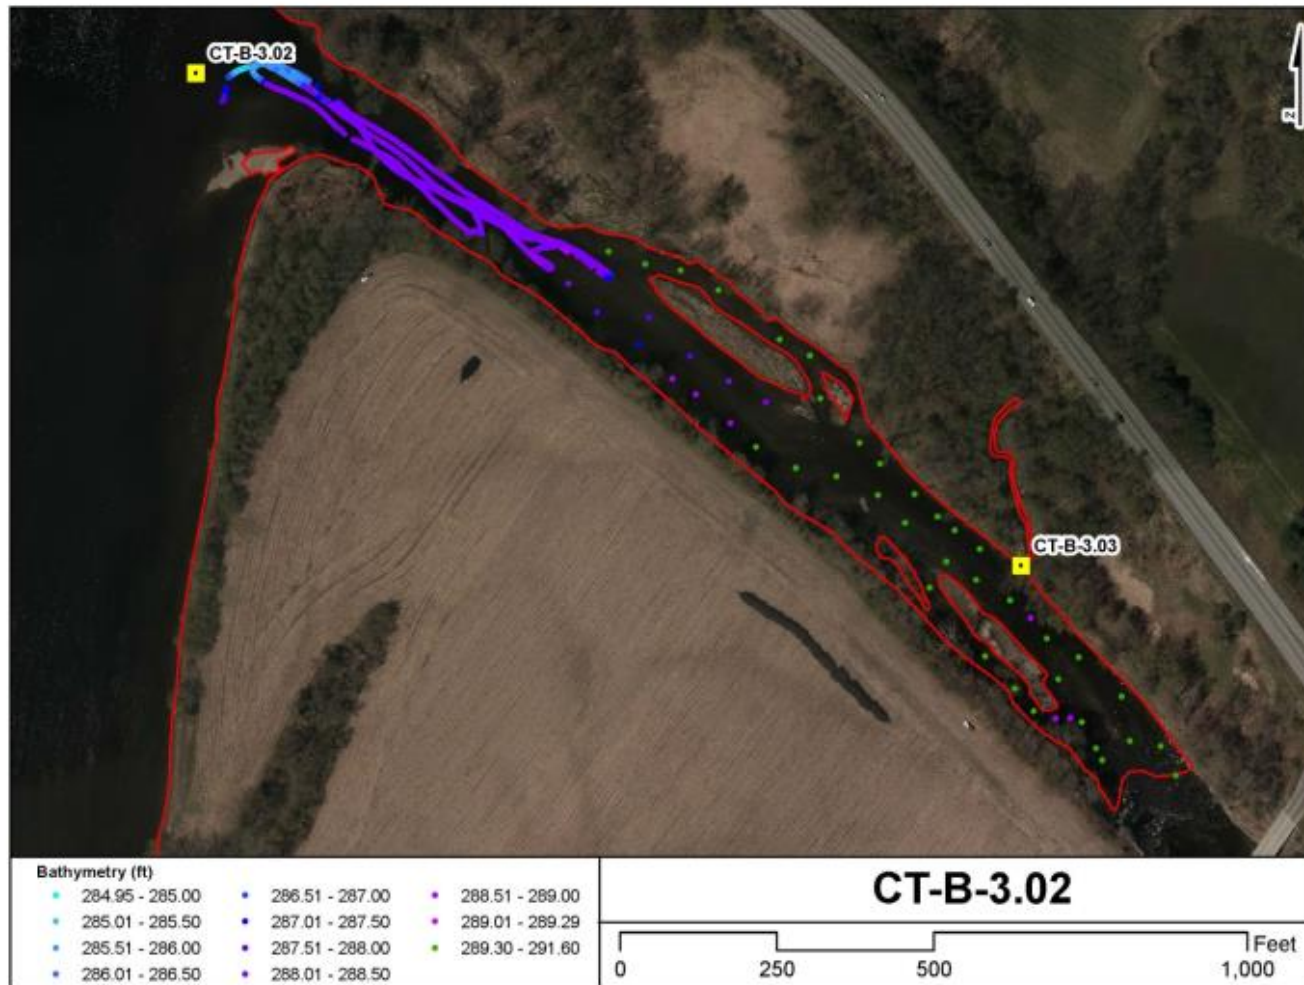 CT-B-3.02
N
CT-B-3.03
Bathymetry (ft)
284.95 - 285.00
285.01 - 285.50
285.51 - 286.00
286.01 - 286.50
286.51 - 287.00
287.01 - 287.50
287.51 - 288.00
288.01 - 288.50
288.51 - 289.00
289.01 - 289.29
289.30 - 291.60
CT-B-3.02
Feet
0 250 500 1,000